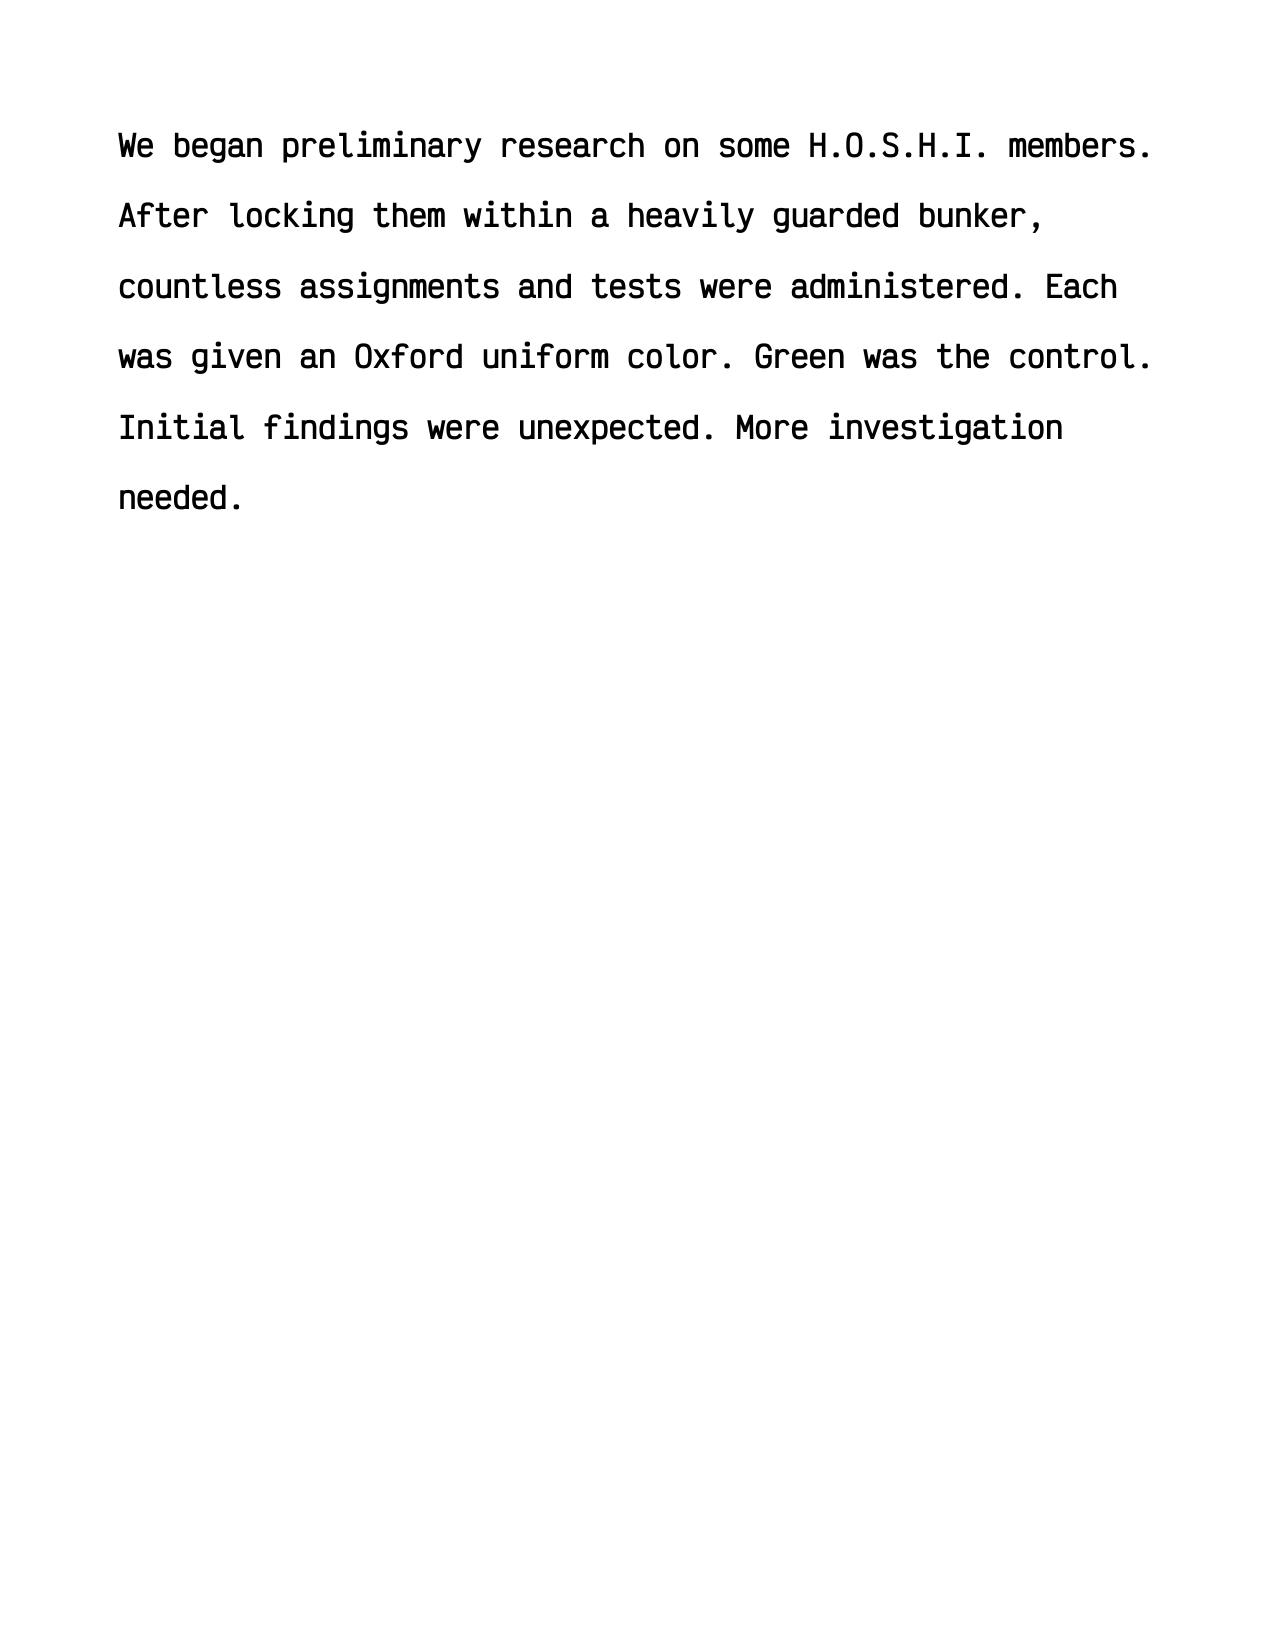 We began preliminary research on some H.O.S.H.I. members.
After locking them within a heavily guarded bunker,
countless assignments and tests were administered. Each
was given an Oxford uniform color. Green was the control.
Initial findings were unexpected. More investigation
needed.